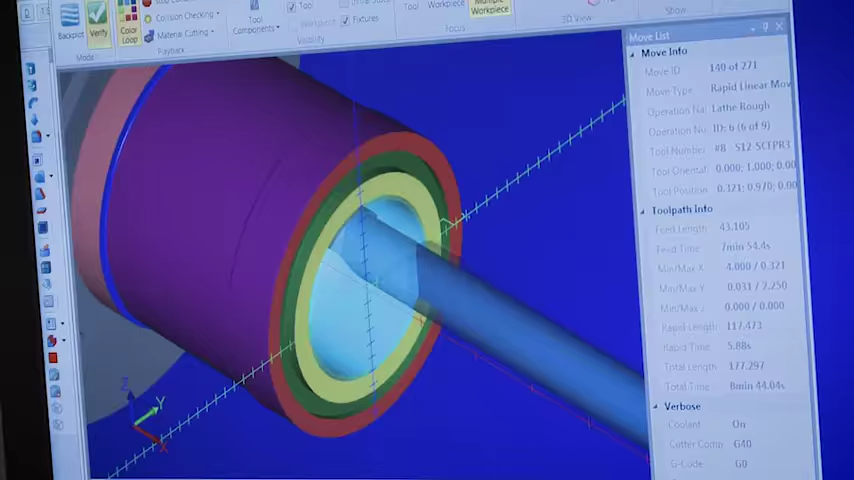 Backplot
Verify
Color Loop
Collision Checking
Material Cutting
Mode
Playback
Tool Components
Tool
Workpiece
Fixtures
Visibility
Tool
Workpiece
Multiple Workpiece
Focus
3D View
Show
Move List
Move Info
Move ID 140 of 271
Move Type Rapid Linear Mov
Operation Na Lathe Rough
Operation Nu ID: 6 (6 of 9)
Tool Number #8 S12-SCFPR3
Tool Orientat 0.000; 1.000; 0.00
Tool Position 0.121; 0.970; 0.00
Toolpath Info
Feed Length 43.105
Feed Time 7min 54.4s
Min/Max X -4.000 / 0.321
Min/Max Y 0.031 / 2.250
Min/Max Z 0.000 / 0.000
Rapid Length 117.473
Rapid Time 5.88s
Total Length 177.297
Total Time 8min 44.04s
Verbose
Coolant On
Cutter Comp G40
G-Code G0
Z
Y
X